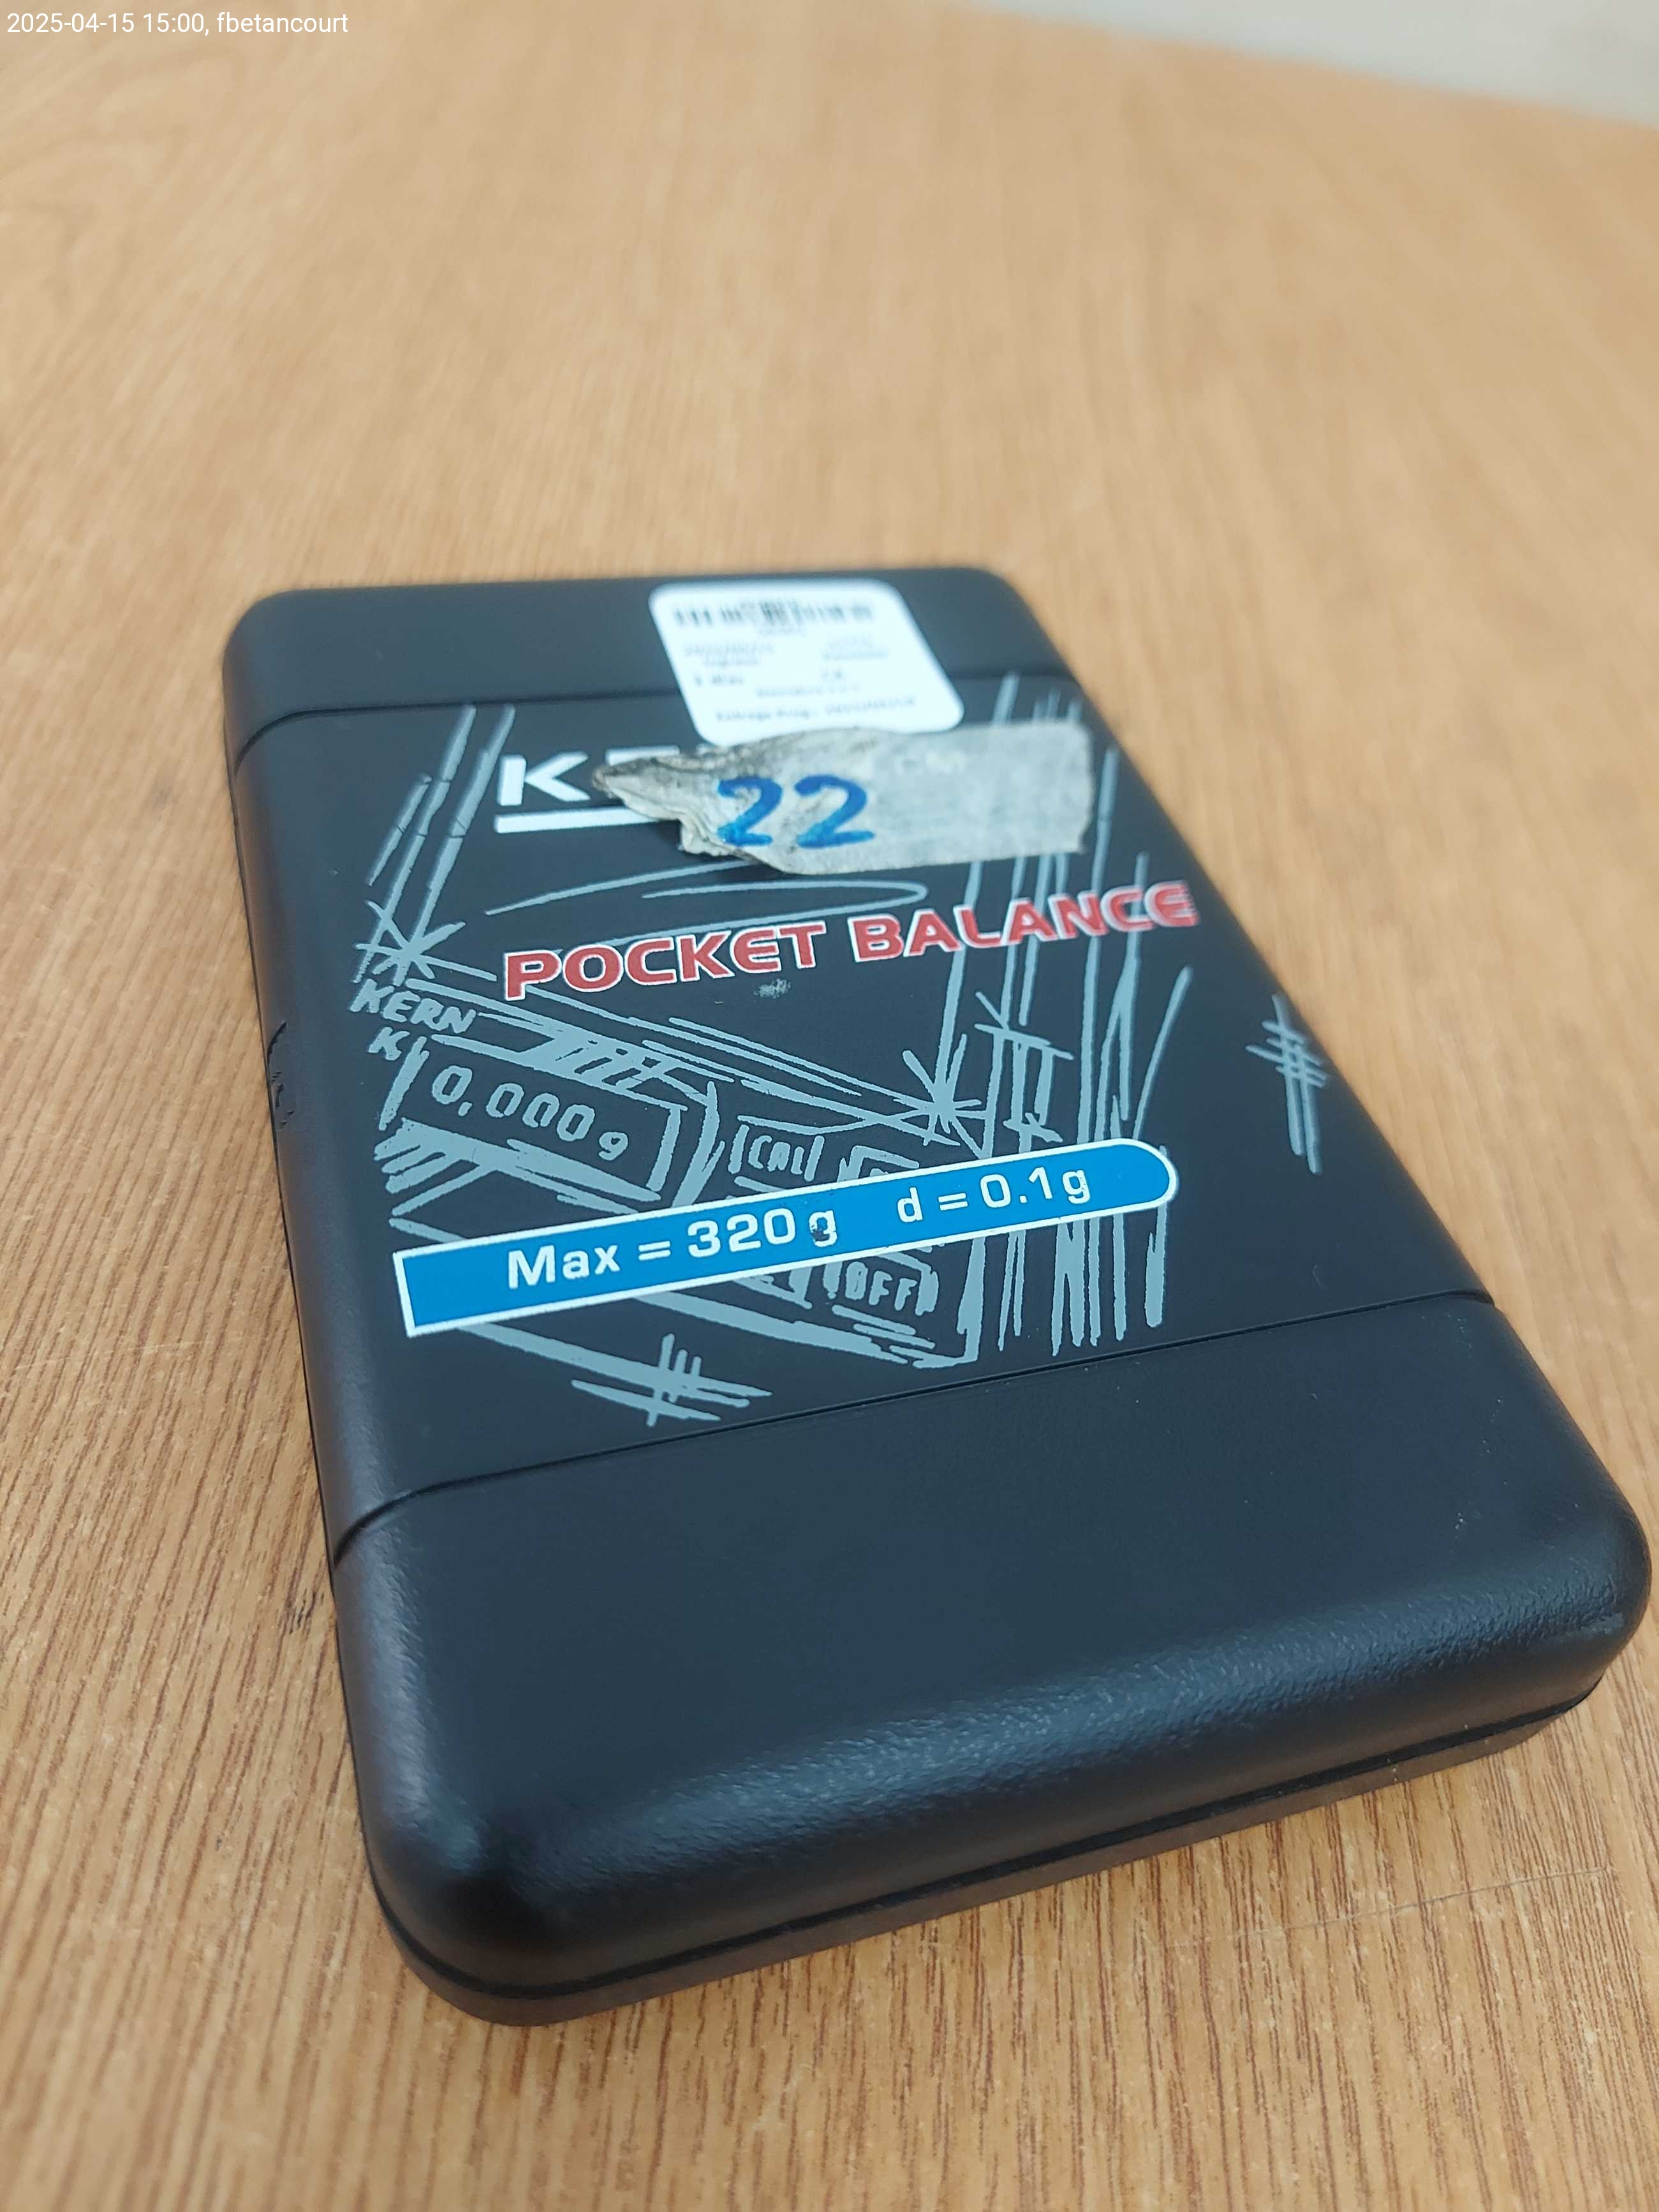 2025-04-15 15:00, fbetancourt
22
POCKET BALANCE
KERN
K
0,000g
CAL
Max = 320g d = 0.1g
OFF